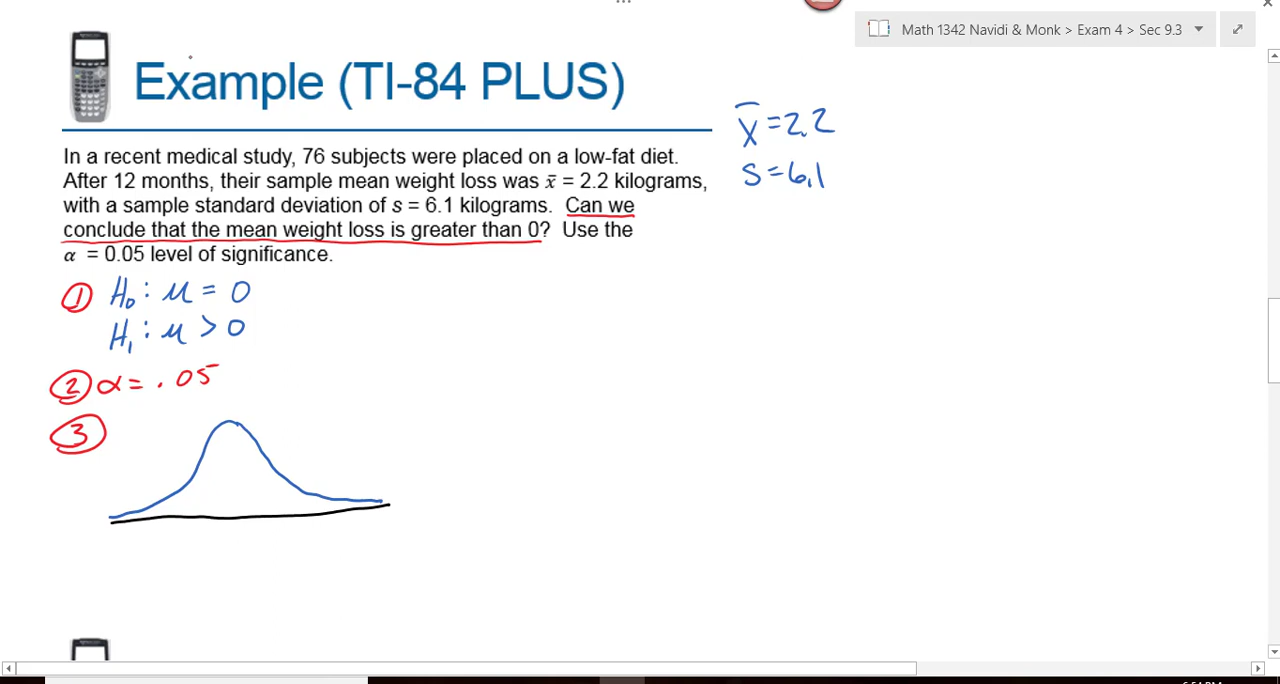 Math 1342 Navidi & Monk > Exam 4 > Sec 9.3
Example (TI-84 PLUS)
x̄ = 2.2
s = 6.1
In a recent medical study, 76 subjects were placed on a low-fat diet.
After 12 months, their sample mean weight loss was x̄ = 2.2 kilograms,
with a sample standard deviation of s = 6.1 kilograms. Can we
conclude that the mean weight loss is greater than 0? Use the
α = 0.05 level of significance.
① H₀ : μ = 0
H₁ : μ > 0
② α = .05
③